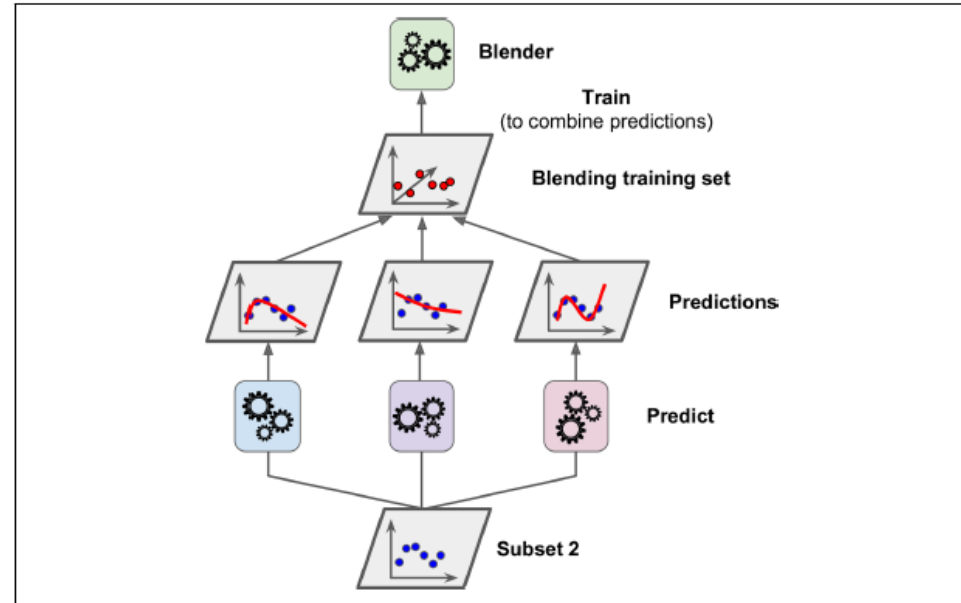 Blender
Train
(to combine predictions)
Blending training set
Predictions
Predict
Subset 2